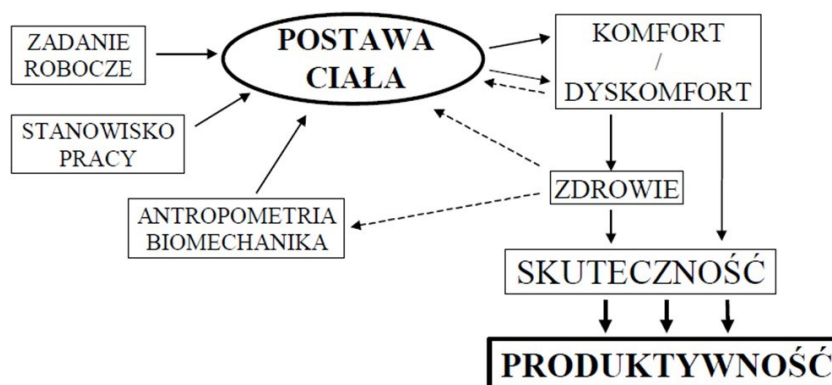 ZADANIE
ROBOCZE
POSTAWA
CIAŁA
KOMFORT
/
DYSKOMFORT
STANOWISKO
PRACY
ANTROPOMETRIA
BIOMECHANIKA
ZDROWIE
SKUTECZNOŚĆ
PRODUKTYWNOŚĆ